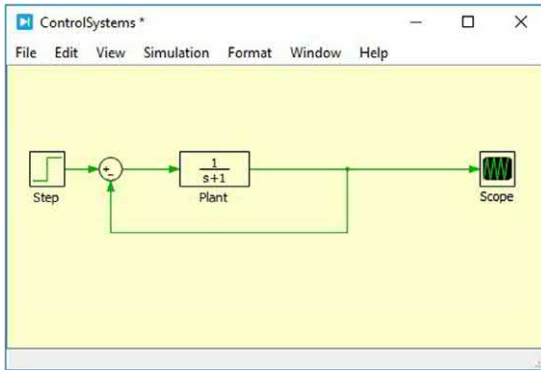 ControlSystems *
File Edit View Simulation Format Window Help
1
s+1
Step
Plant
Scope